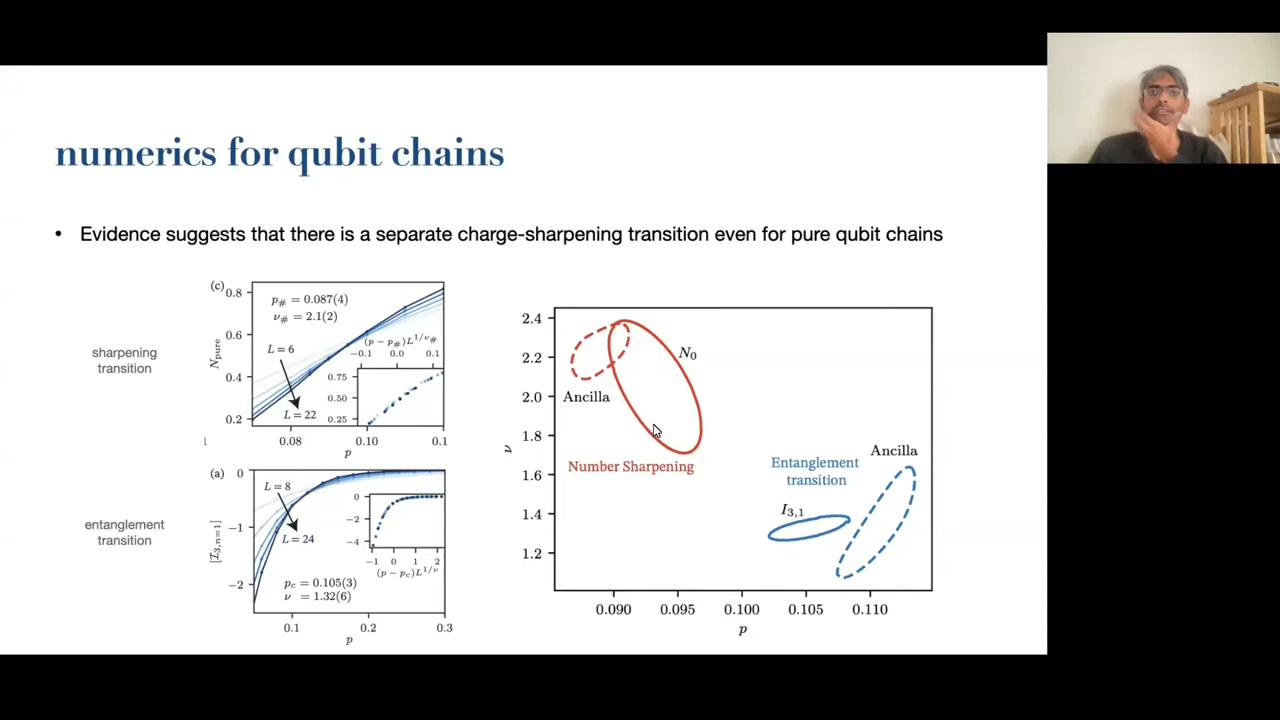 numerics for qubit chains
• Evidence suggests that there is a separate charge-sharpening transition even for pure qubit chains
sharpening
transition
(c)
0.8
0.6
0.4
0.2
N_pure
p_# = 0.087(4)
ν_# = 2.1(2)
L = 6
L = 22
(p − p_#)L^{1/ν_#}
−0.1
0.0
0.1
0.75
0.50
0.25
0.08
0.10
0.1
p
entanglement
transition
(a)
0
−1
−2
[I_{3,n=1}]
L = 8
L = 24
p_c = 0.105(3)
ν = 1.32(6)
0
−2
−4
−1
0
1
2
(p − p_c)L^{1/ν}
0.1
0.2
0.3
p
2.4
2.2
2.0
1.8
1.6
1.4
1.2
ν
N_0
Ancilla
Number Sharpening
Entanglement
transition
Ancilla
I_{3,1}
0.090
0.095
0.100
0.105
0.110
p